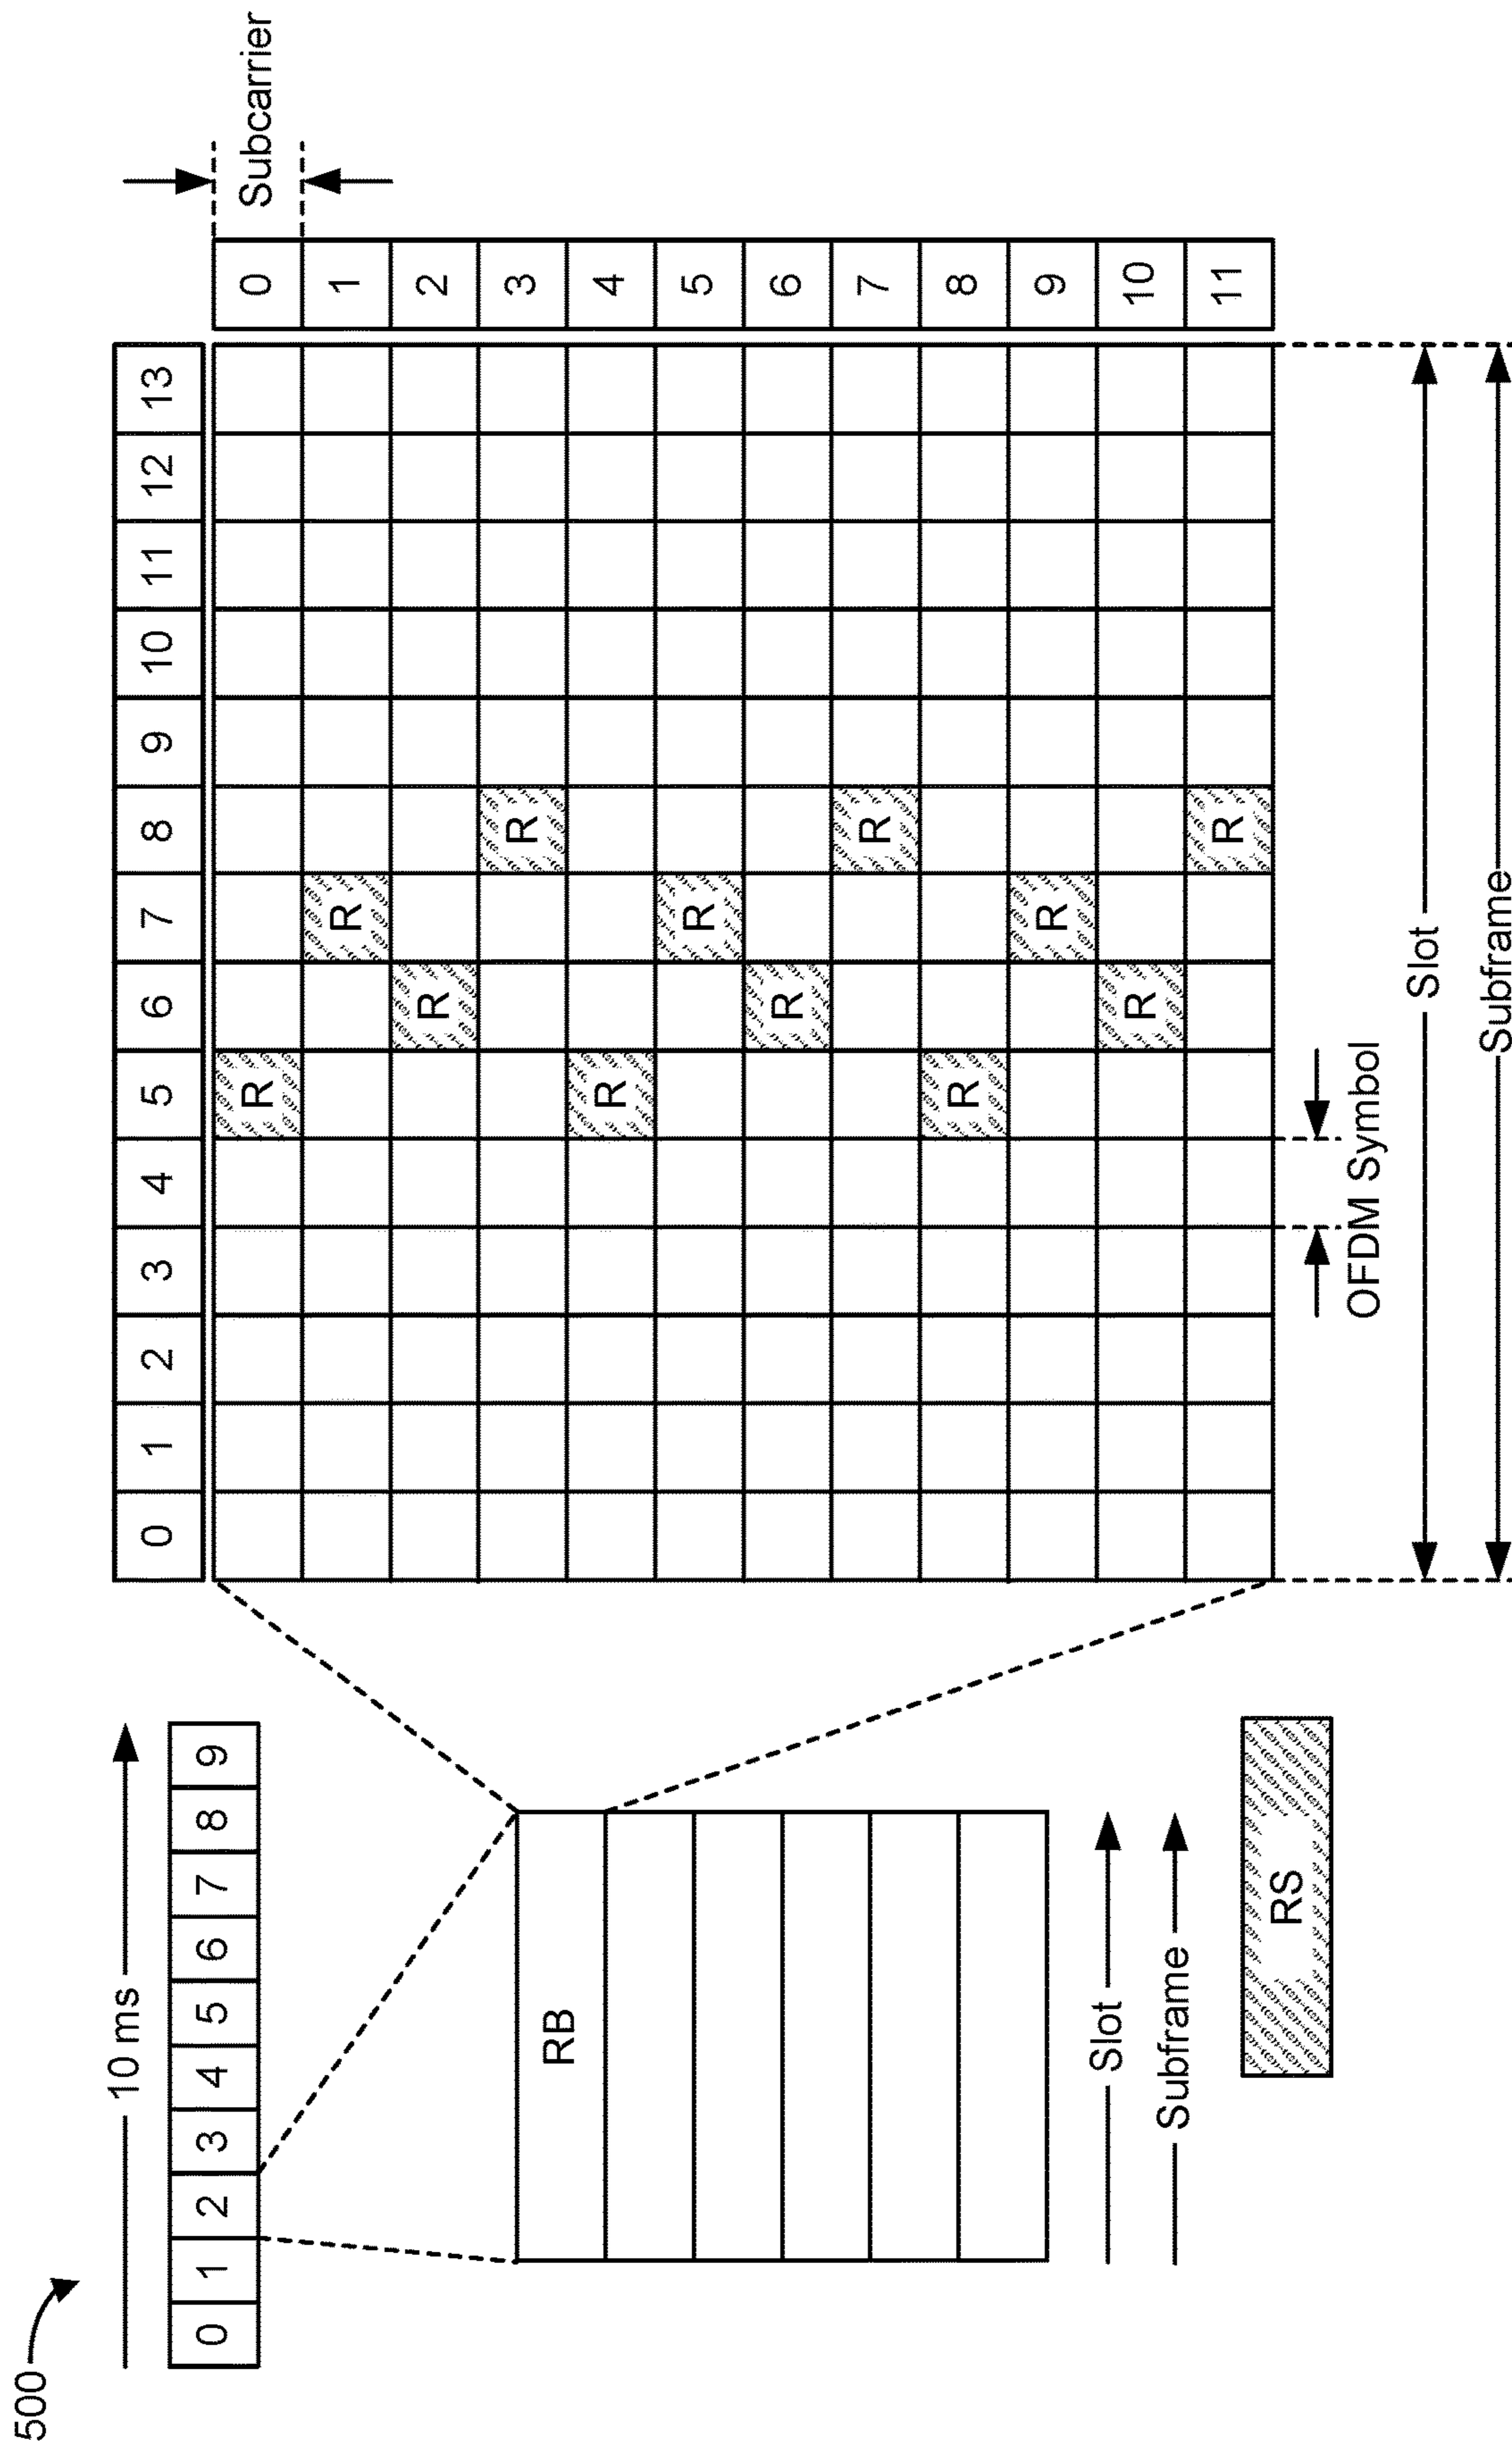 500
10 ms
0 1 2 3 4 5 6 7 8 9
RB
Slot
Subframe
RS
0 1 2 3 4 5 6 7 8 9 10 11 12 13
Subcarrier
R 0
R 1
R 2
R 3
R 4
R 5
R 6
R 7
R 8
R 9
R 10
R 11
OFDM Symbol
Slot
Subframe